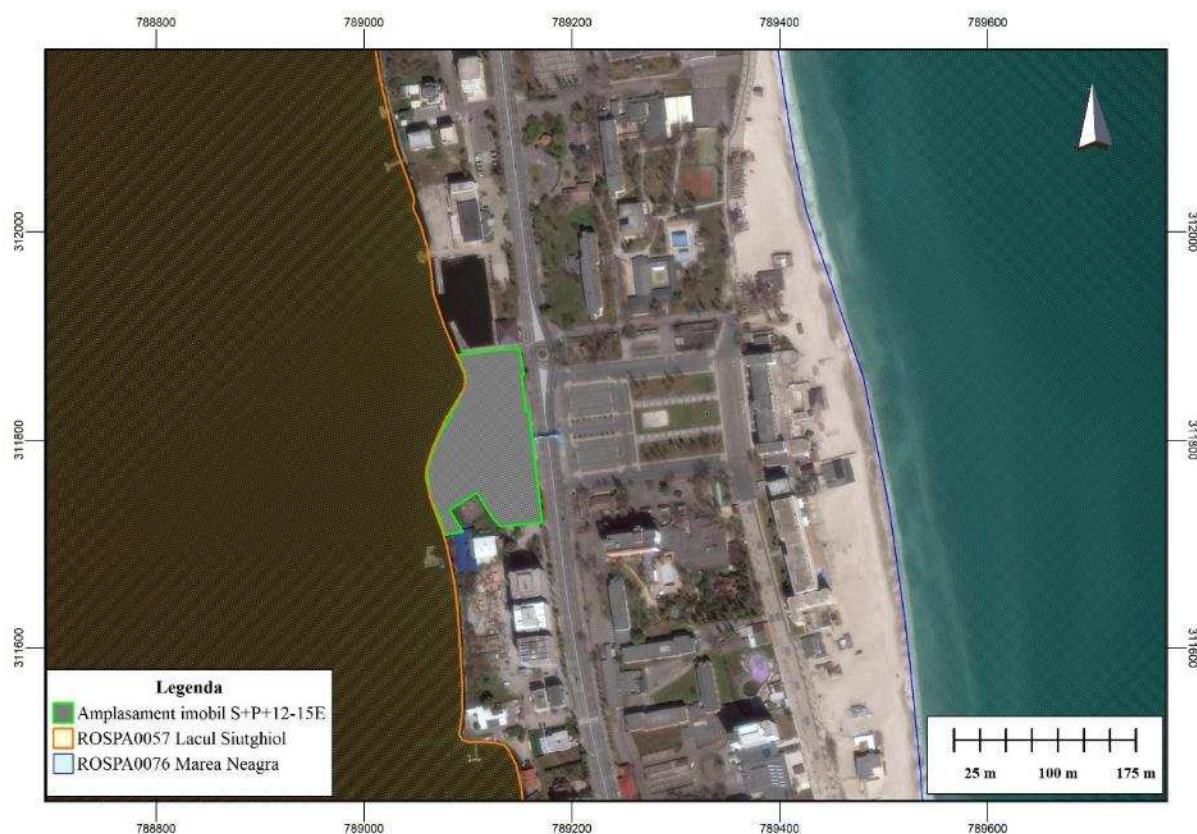 788800 789000 789200 789400 789600
312000 312000
311800 311800
311600 311600
Legenda
Amplasament imobil S+P+12-15E
ROSPA0057 Lacul Siutghiol
ROSPA0076 Marea Neagra
25 m 100 m 175 m
788800 789000 789200 789400 789600